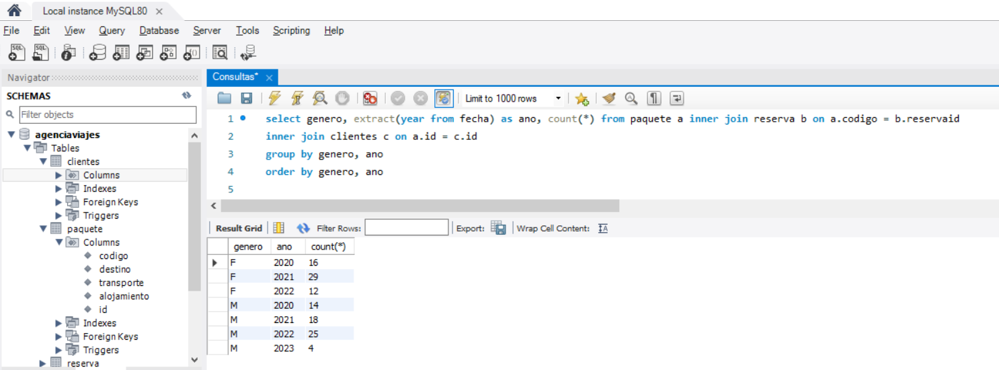 Local instance MySQL80
File Edit View Query Database Server Tools Scripting Help
SQL SQL
Navigator
Consultas*
SCHEMAS
Filter objects
Limit to 1000 rows
agenciaviajes
Tables
clientes
Columns
Indexes
Foreign Keys
Triggers
paquete
Columns
codigo
destino
transporte
alojamiento
id
Indexes
Foreign Keys
Triggers
reserva
1 select genero, extract(year from fecha) as ano, count(*) from paquete a inner join reserva b on a.codigo = b.reservaid
2 inner join clientes c on a.id = c.id
3 group by genero, ano
4 order by genero, ano
5
Result Grid Filter Rows: Export: Wrap Cell Content:
genero ano count(*)
F 2020 16
F 2021 29
F 2022 12
M 2020 14
M 2021 18
M 2022 25
M 2023 4